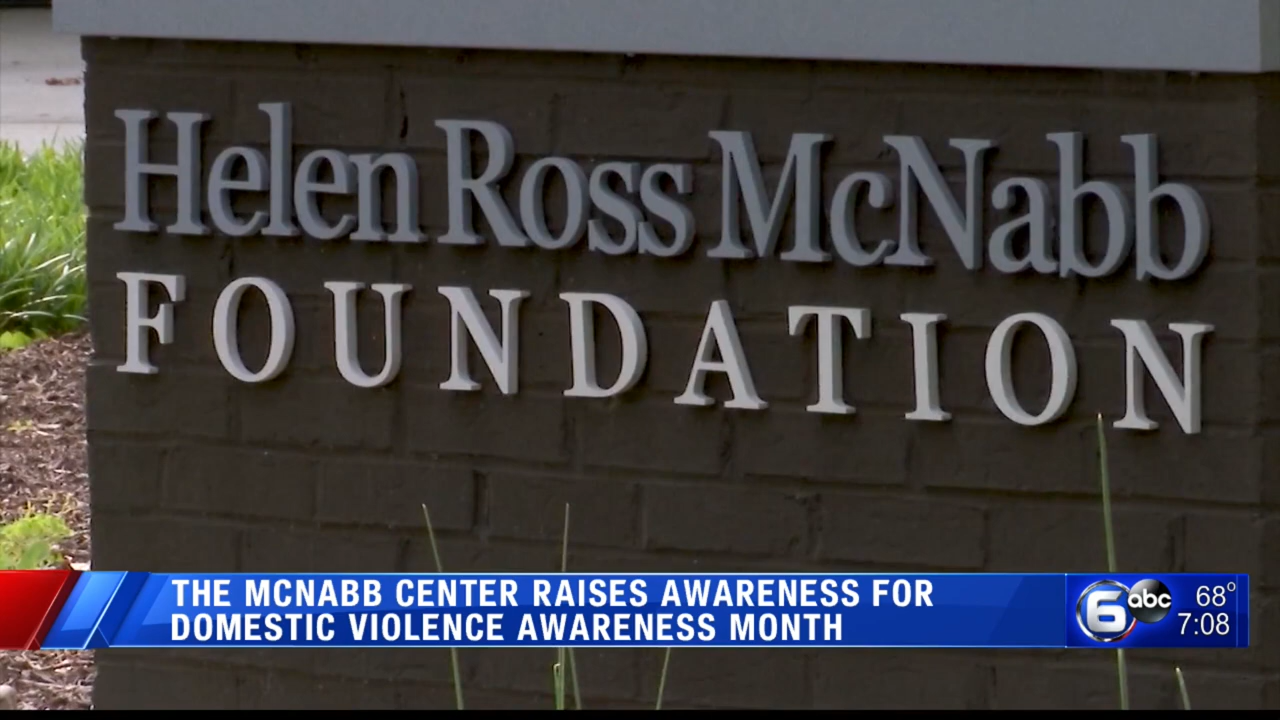 Helen Ross McNabb
FOUNDATION
THE MCNABB CENTER RAISES AWARENESS FOR
DOMESTIC VIOLENCE AWARENESS MONTH
6 abc
68°
7:08